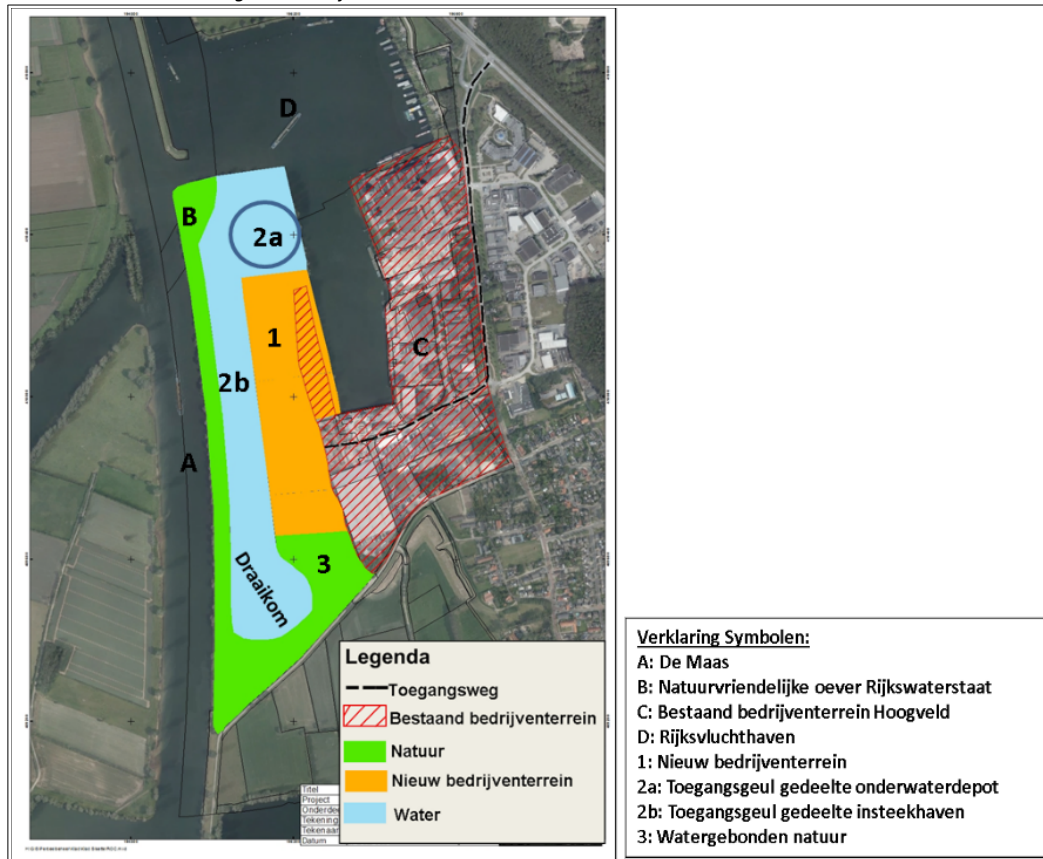 D
B
2a
1
C
2b
A
3
Draaikom
Legenda
Toegangsweg
Bestaand bedrijventerrein
Natuur
Nieuw bedrijventerrein
Water
Titel
Project
Datum
Verklaring Symbolen:
A: De Maas
B: Natuurvriendelijke oever Rijkswaterstaat
C: Bestaand bedrijventerrein Hoogveld
D: Rijksvluchthaven
1: Nieuw bedrijventerrein
2a: Toegangsgeul gedeelte onderwaterdepot
2b: Toegangsgeul gedeelte insteekhaven
3: Watergebonden natuur